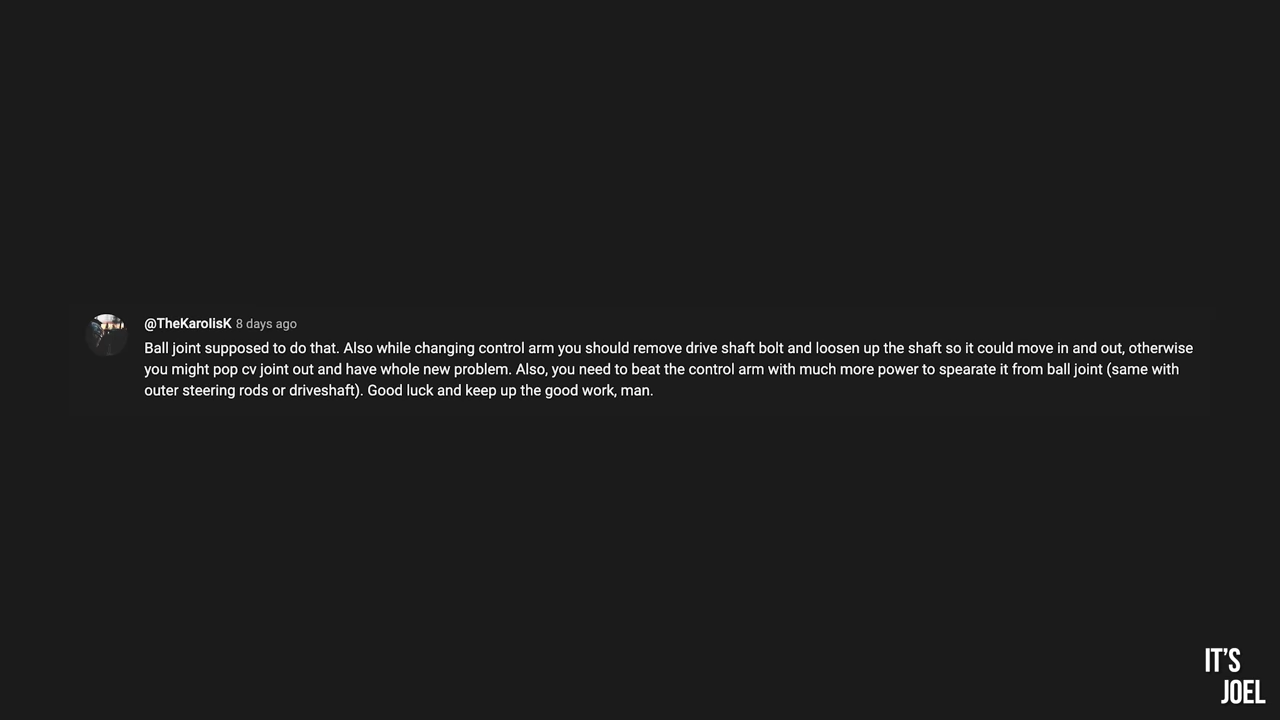 @TheKarolisK 8 days ago
Ball joint supposed to do that. Also while changing control arm you should remove drive shaft bolt and loosen up the shaft so it could move in and out, otherwise
you might pop cv joint out and have whole new problem. Also, you need to beat the control arm with much more power to spearate it from ball joint (same with
outer steering rods or driveshaft). Good luck and keep up the good work, man.
IT'S
JOEL